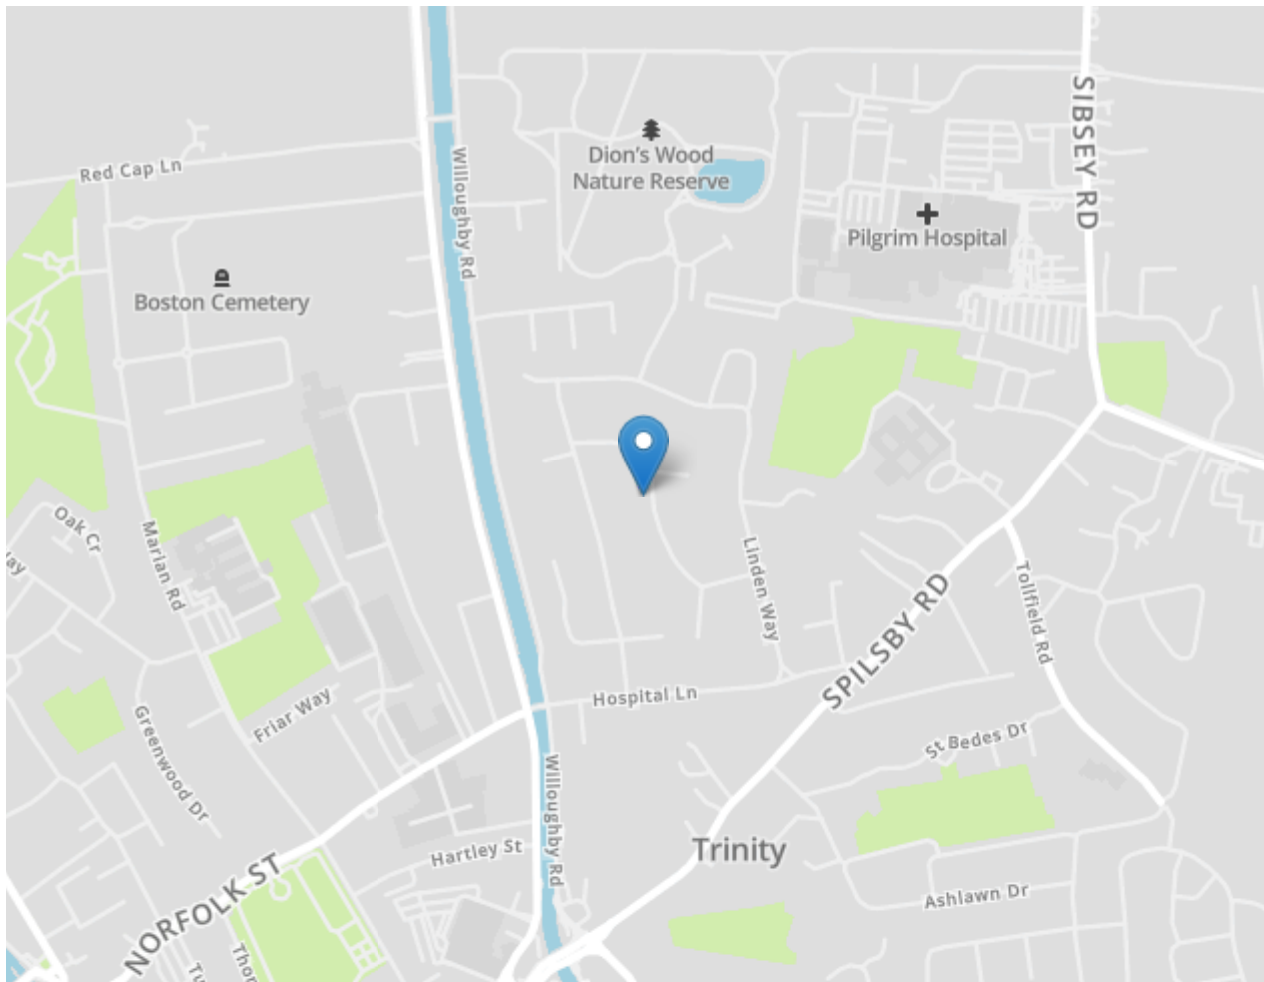 SIBSEY RD
Dion's Wood
Nature Reserve
Red Cap Ln
Willoughby Rd
Pilgrim Hospital
Boston Cemetery
Oak Cr
Marian Rd
Linden Way
Tollfield Rd
SPILSBY RD
Hospital Ln
Friar Way
Greenwood Dr
St Bedes Dr
Willoughby Rd
Hartley St
Trinity
NORFOLK ST
Ashlawn Dr